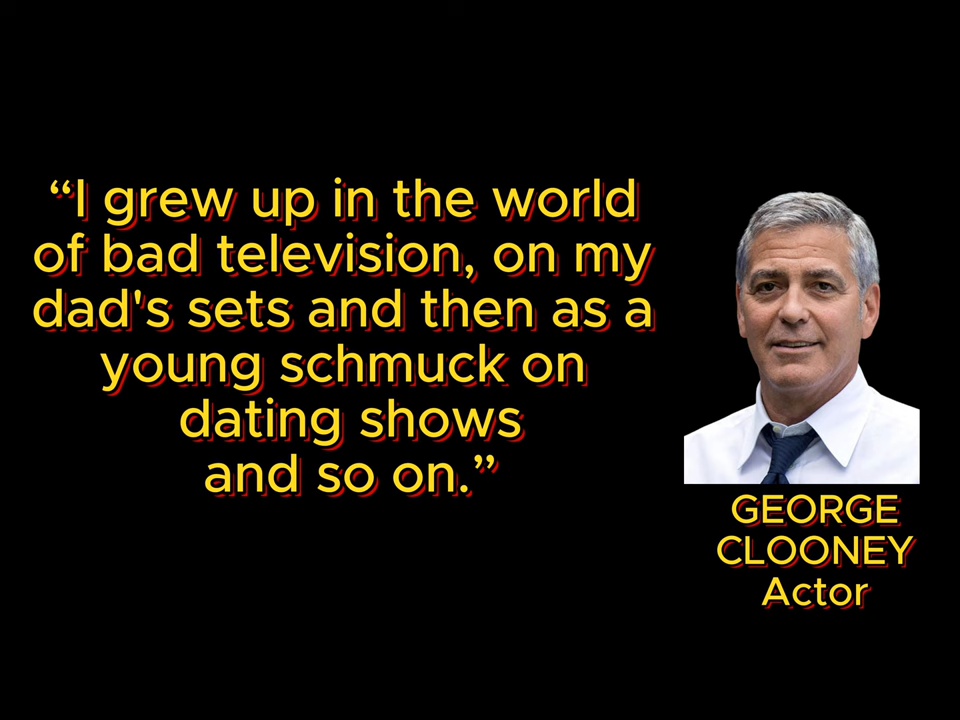 “I grew up in the world
of bad television, on my
dad's sets and then as a
young schmuck on
dating shows
and so on.”
GEORGE
CLOONEY
Actor